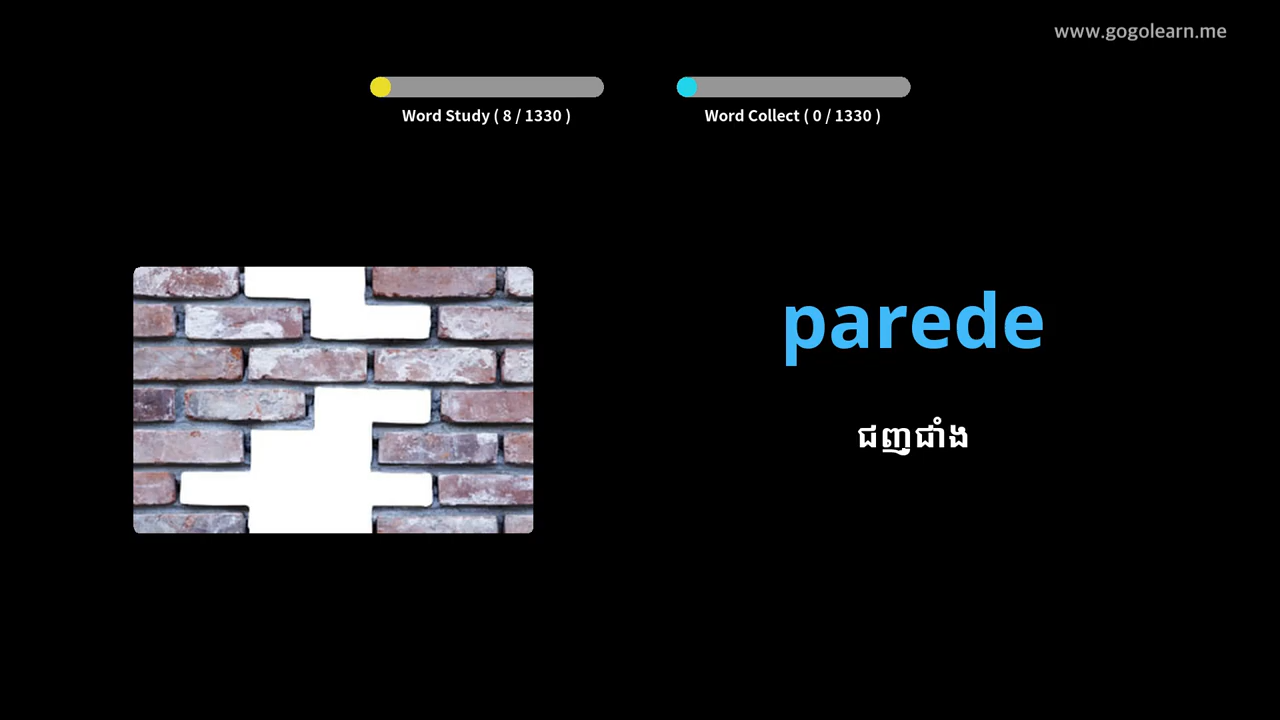 www.gogolearn.me
Word Study ( 8 / 1330 )
Word Collect ( 0 / 1330 )
parede
ជញ្ជាំង